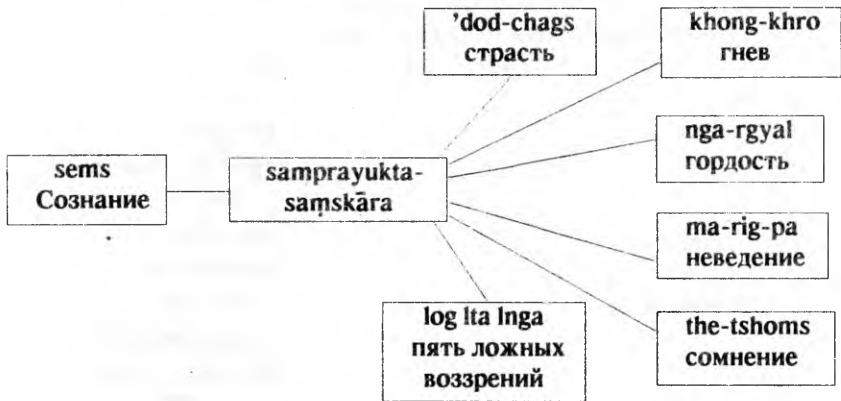 'dod-chags
страсть
khong-khro
гнев
nga-rgyal
гордость
sems
Сознание
samprayukta-
saṃskāra
ma-rig-pa
неведение
log lta lnga
пять ложных
воззрений
the-tshoms
сомнение